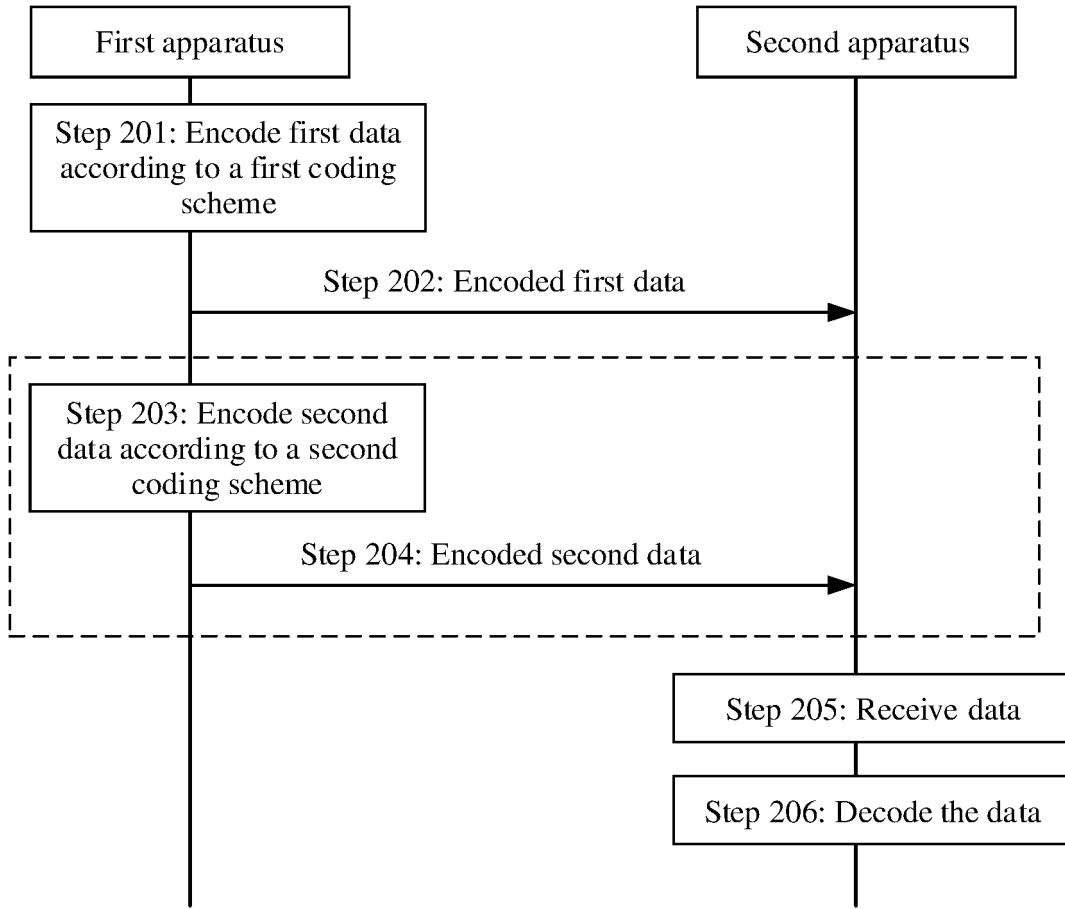 First apparatus
Second apparatus
Step 201: Encode first data
according to a first coding
scheme
Step 202: Encoded first data
Step 203: Encode second
data according to a second
coding scheme
Step 204: Encoded second data
Step 205: Receive data
Step 206: Decode the data